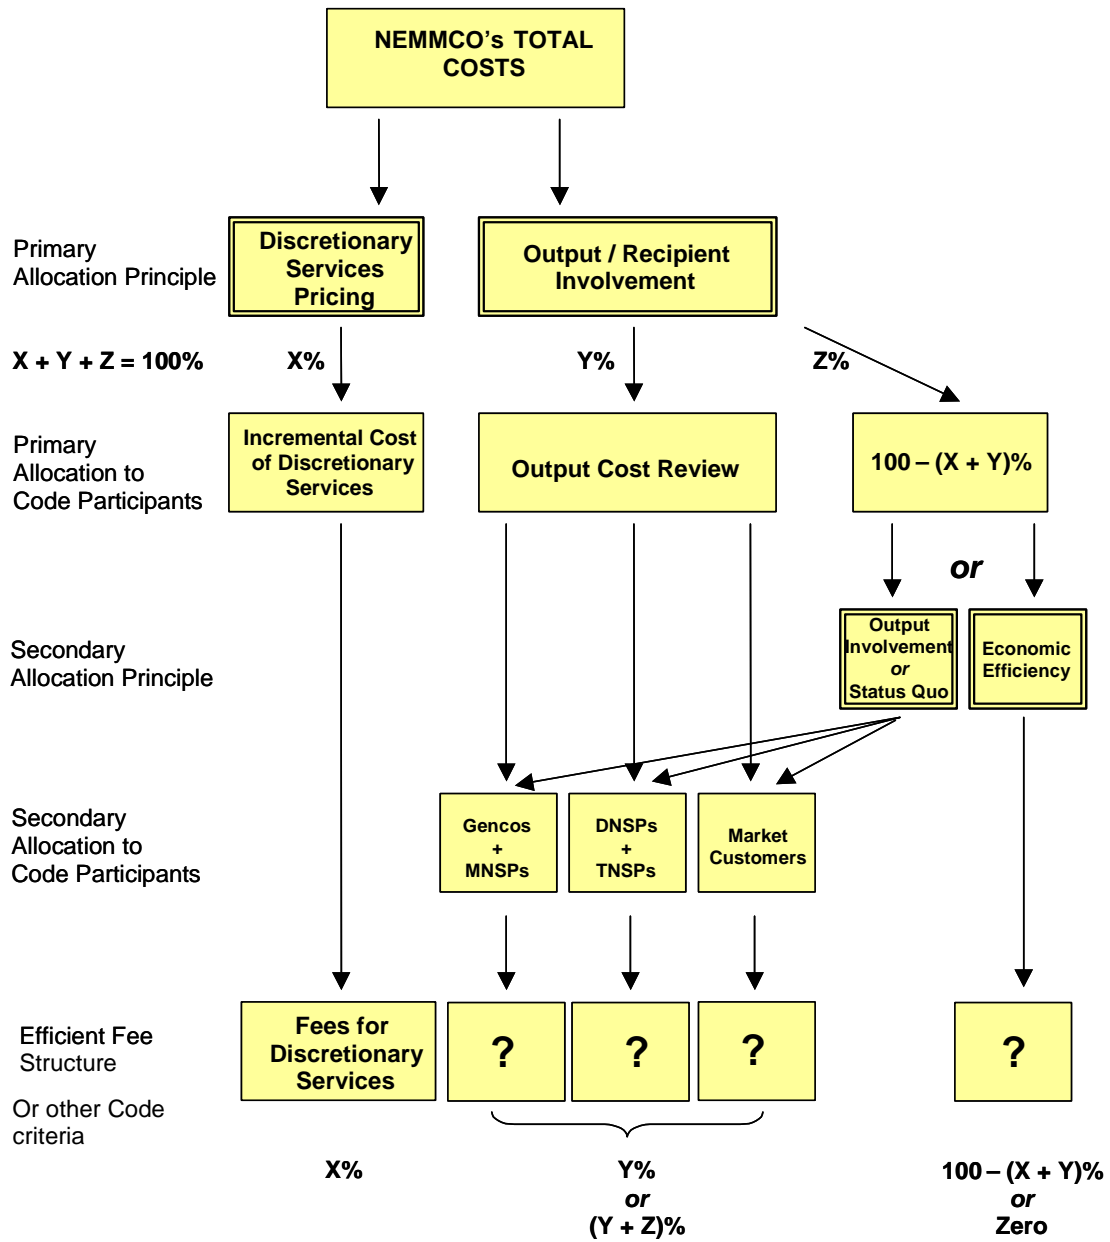 NEMMCO's TOTAL
COSTS
Primary
Allocation Principle
Discretionary
Services
Pricing
Output / Recipient
Involvement
X + Y + Z = 100%
X%
Y%
Z%
Primary
Allocation to
Code Participants
Incremental Cost
of Discretionary
Services
Output Cost Review
100 – (X + Y)%
or
Secondary
Allocation Principle
Output
Involvement
or
Status Quo
Economic
Efficiency
Secondary
Allocation to
Code Participants
Gencos
+
MNSPs
DNSPs
+
TNSPs
Market
Customers
Efficient Fee
Structure
Or other Code
criteria
Fees for
Discretionary
Services
?
?
?
?
X%
Y%
or
(Y + Z)%
100 – (X + Y)%
or
Zero